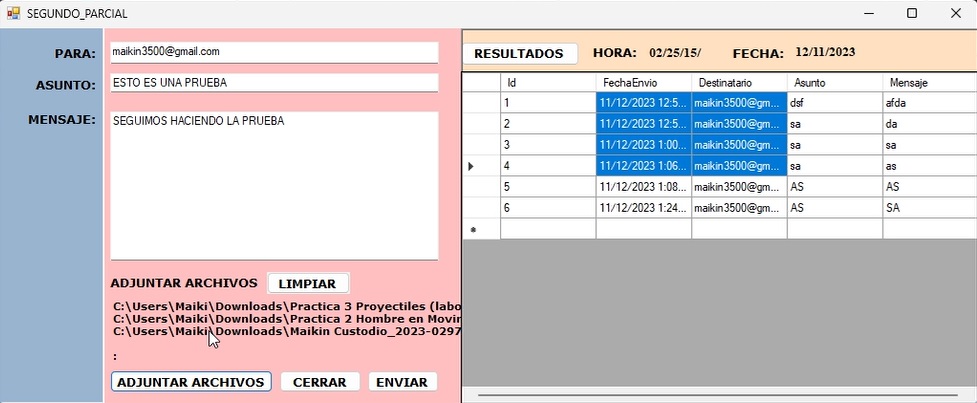 SEGUNDO_PARCIAL
PARA: maikin3500@gmail.com
ASUNTO: ESTO ES UNA PRUEBA
MENSAJE: SEGUIMOS HACIENDO LA PRUEBA
ADJUNTAR ARCHIVOS LIMPIAR
C:\Users\Maiki\Downloads\Practica 3 Proyectiles (labo
C:\Users\Maiki\Downloads\Practica 2 Hombre en Movir
C:\Users\Maiki\Downloads\Maikin Custodio_2023-0297
:
ADJUNTAR ARCHIVOS CERRAR ENVIAR
RESULTADOS HORA: 02/25/15/ FECHA: 12/11/2023
Id FechaEnvio Destinatario Asunto Mensaje
1 11/12/2023 12:5... maikin3500@gm... dsf afda
2 11/12/2023 12:5... maikin3500@gm... sa da
3 11/12/2023 1:00... maikin3500@gm... sa sa
4 11/12/2023 1:06... maikin3500@gm... sa as
5 11/12/2023 1:08... maikin3500@gm... AS AS
6 11/12/2023 1:24... maikin3500@gm... AS SA